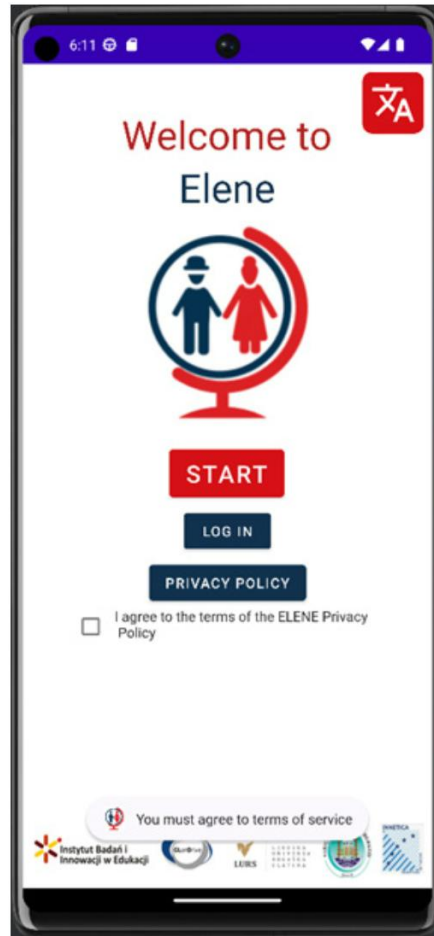 6:11
Welcome to
Elene
START
LOG IN
PRIVACY POLICY
I agree to the terms of the ELENE Privacy
Policy
You must agree to terms of service
Instytut Badań i
Innowacji w Edukacji
LURS